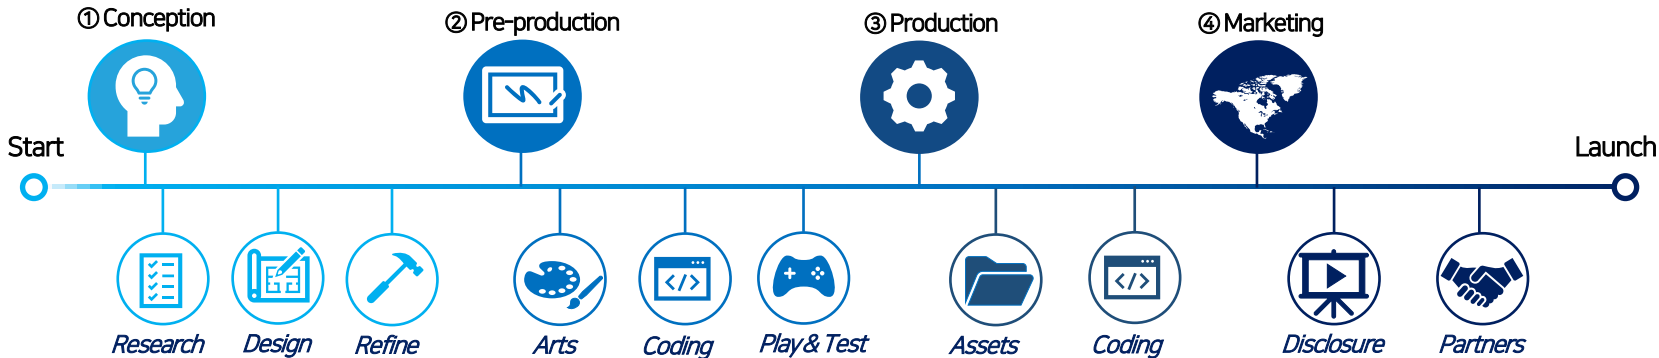 ① Conception
② Pre-production
③ Production
④ Marketing
Start
Launch
Research
Design
Refine
Arts
Coding
Play & Test
Assets
Coding
Disclosure
Partners